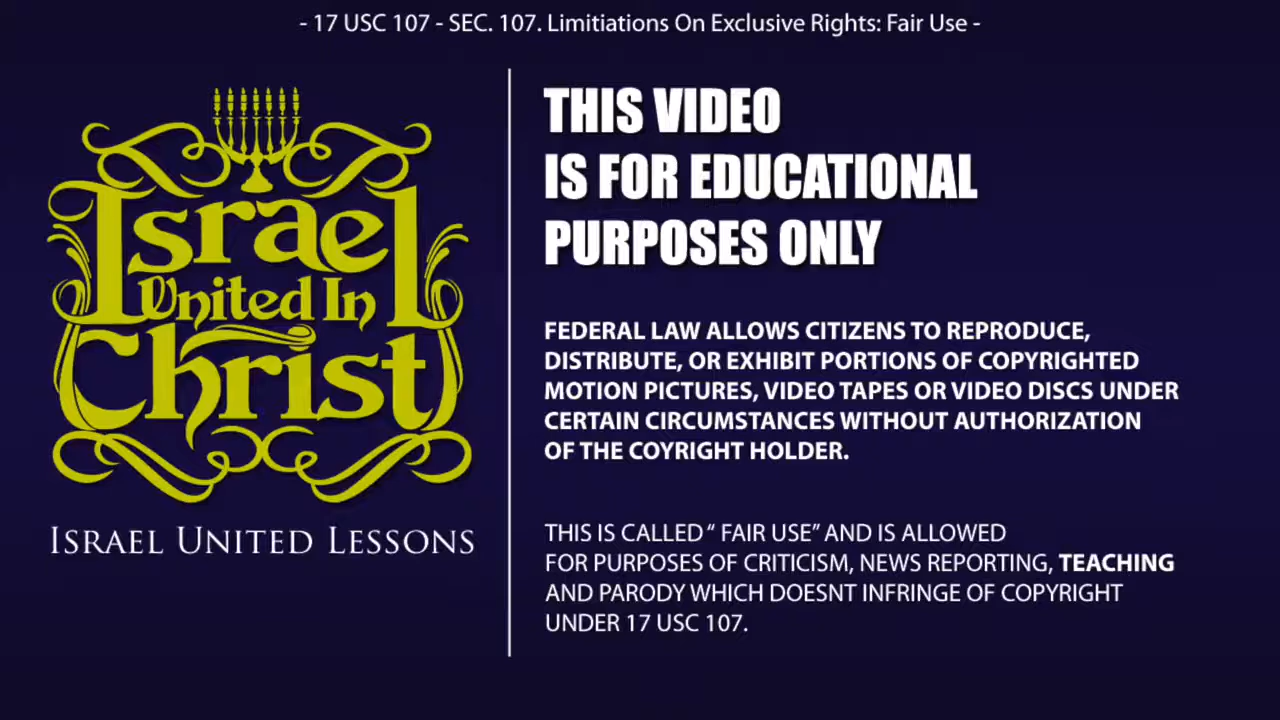 - 17 USC 107 - SEC. 107. Limitiations On Exclusive Rights: Fair Use -
Israel
United In
Christ
ISRAEL UNITED LESSONS
THIS VIDEO
IS FOR EDUCATIONAL
PURPOSES ONLY
FEDERAL LAW ALLOWS CITIZENS TO REPRODUCE,
DISTRIBUTE, OR EXHIBIT PORTIONS OF COPYRIGHTED
MOTION PICTURES, VIDEO TAPES OR VIDEO DISCS UNDER
CERTAIN CIRCUMSTANCES WITHOUT AUTHORIZATION
OF THE COYRIGHT HOLDER.
THIS IS CALLED “ FAIR USE” AND IS ALLOWED
FOR PURPOSES OF CRITICISM, NEWS REPORTING, TEACHING
AND PARODY WHICH DOESNT INFRINGE OF COPYRIGHT
UNDER 17 USC 107.